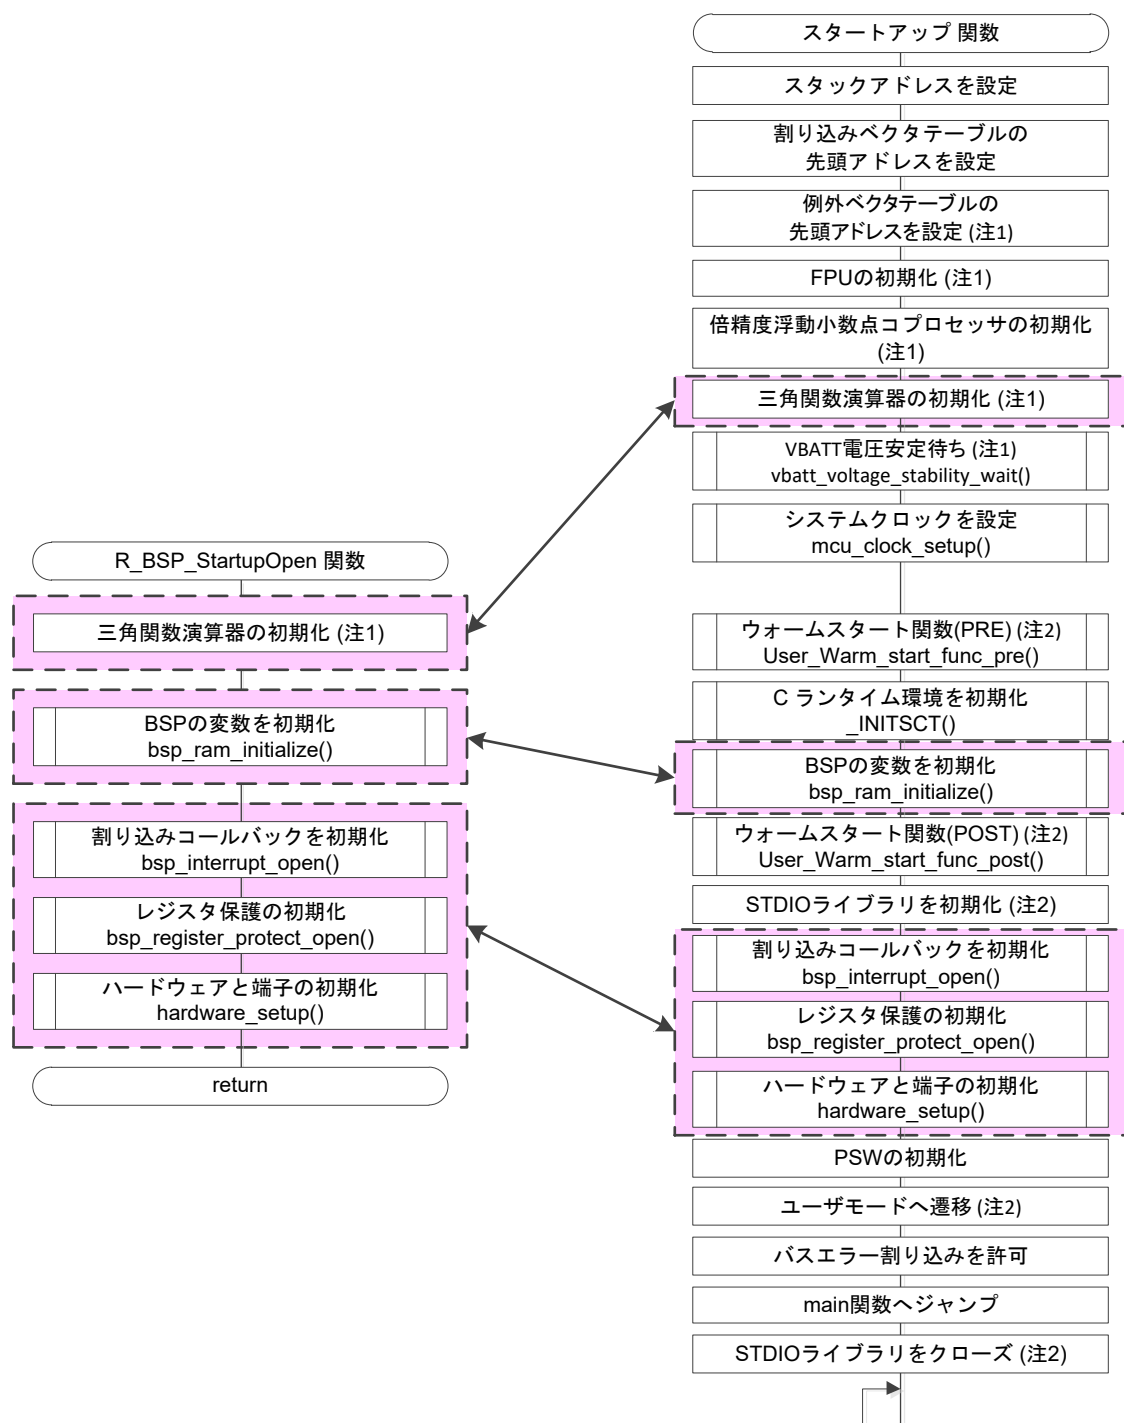 スタートアップ 関数
スタックアドレスを設定
割り込みベクタテーブルの
先頭アドレスを設定
例外ベクタテーブルの
先頭アドレスを設定 (注1)
FPUの初期化 (注1)
倍精度浮動小数点コプロセッサの初期化
(注1)
三角関数演算器の初期化 (注1)
VBATT電圧安定待ち (注1)
vbatt_voltage_stability_wait()
システムクロックを設定
mcu_clock_setup()
ウォームスタート関数(PRE) (注2)
User_Warm_start_func_pre()
C ランタイム環境を初期化
_INITSCT()
BSPの変数を初期化
bsp_ram_initialize()
ウォームスタート関数(POST) (注2)
User_Warm_start_func_post()
STDIOライブラリを初期化 (注2)
割り込みコールバックを初期化
bsp_interrupt_open()
レジスタ保護の初期化
bsp_register_protect_open()
ハードウェアと端子の初期化
hardware_setup()
PSWの初期化
ユーザモードへ遷移 (注2)
バスエラー割り込みを許可
main関数へジャンプ
STDIOライブラリをクローズ (注2)
R_BSP_StartupOpen 関数
三角関数演算器の初期化 (注1)
BSPの変数を初期化
bsp_ram_initialize()
割り込みコールバックを初期化
bsp_interrupt_open()
レジスタ保護の初期化
bsp_register_protect_open()
ハードウェアと端子の初期化
hardware_setup()
return